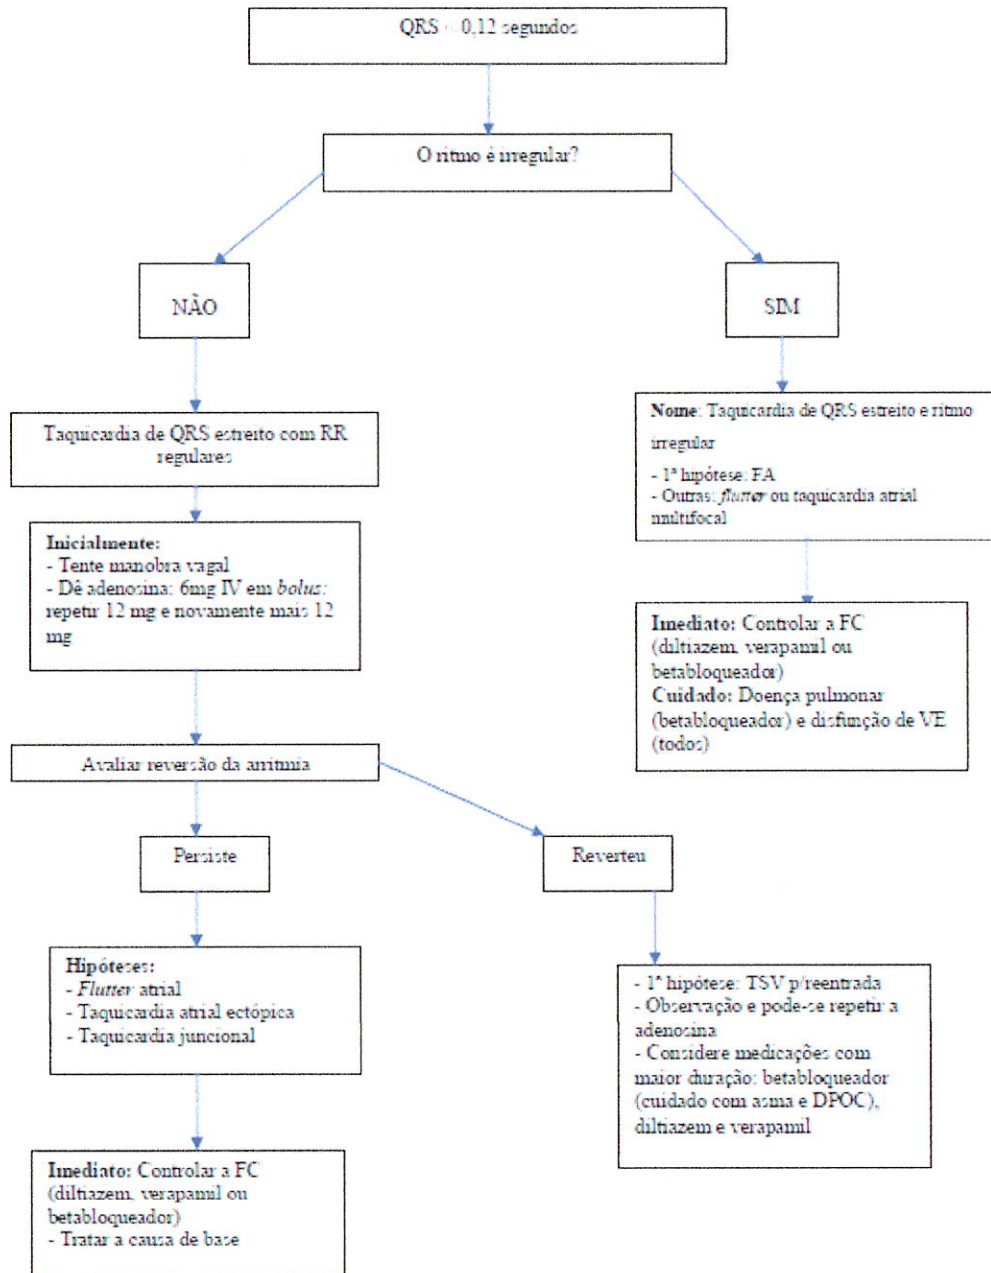 QRS 0,12 segundos
O ritmo é irregular?
NÃO
SIM
Taquicardia de QRS estreito com RR
regulares
Nome: Taquicardia de QRS estreito e ritmo
irregular
- 1ª hipótese: FA
- Outras: flutter ou taquicardia atrial
multifocal
Inicialmente:
- Tente manobra vagal
- Dê adenosina: 6mg IV em bolus;
repetir 12 mg e novamente mais 12
mg
Imediato: Controlar a FC
(diltiazem, verapamil ou
betabloqueador)
Cuidado: Doença pulmonar
(betabloqueador) e disfunção de VE
(todos)
Avaliar reversão da arritmia
Persiste
Reverteu
Hipóteses:
- Flutter atrial
- Taquicardia atrial ectópica
- Taquicardia juncional
- 1ª hipótese: TSV p/reentrada
- Observação e pode-se repetir a
adenosina
- Considere medicações com
maior duração: betabloqueador
(cuidado com asma e DPOC),
diltiazem e verapamil
Imediato: Controlar a FC
(diltiazem, verapamil ou
betabloqueador)
- Tratar a causa de base